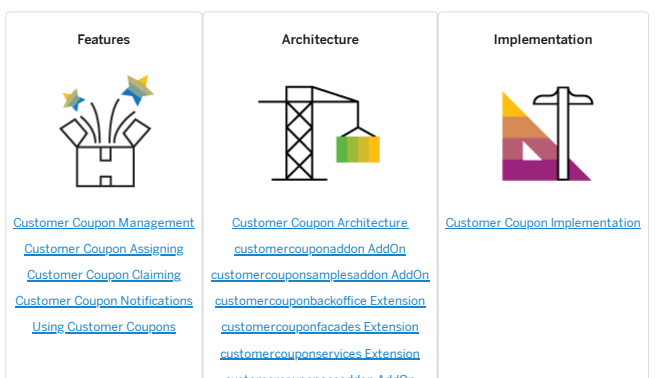 Features
Customer Coupon Management
Customer Coupon Assigning
Customer Coupon Claiming
Customer Coupon Notifications
Using Customer Coupons
Architecture
Customer Coupon Architecture
customercouponaddon AddOn
customercouponsamplesaddon AddOn
customercouponbackoffice Extension
customercouponfacades Extension
customercouponservices Extension
Implementation
Customer Coupon Implementation